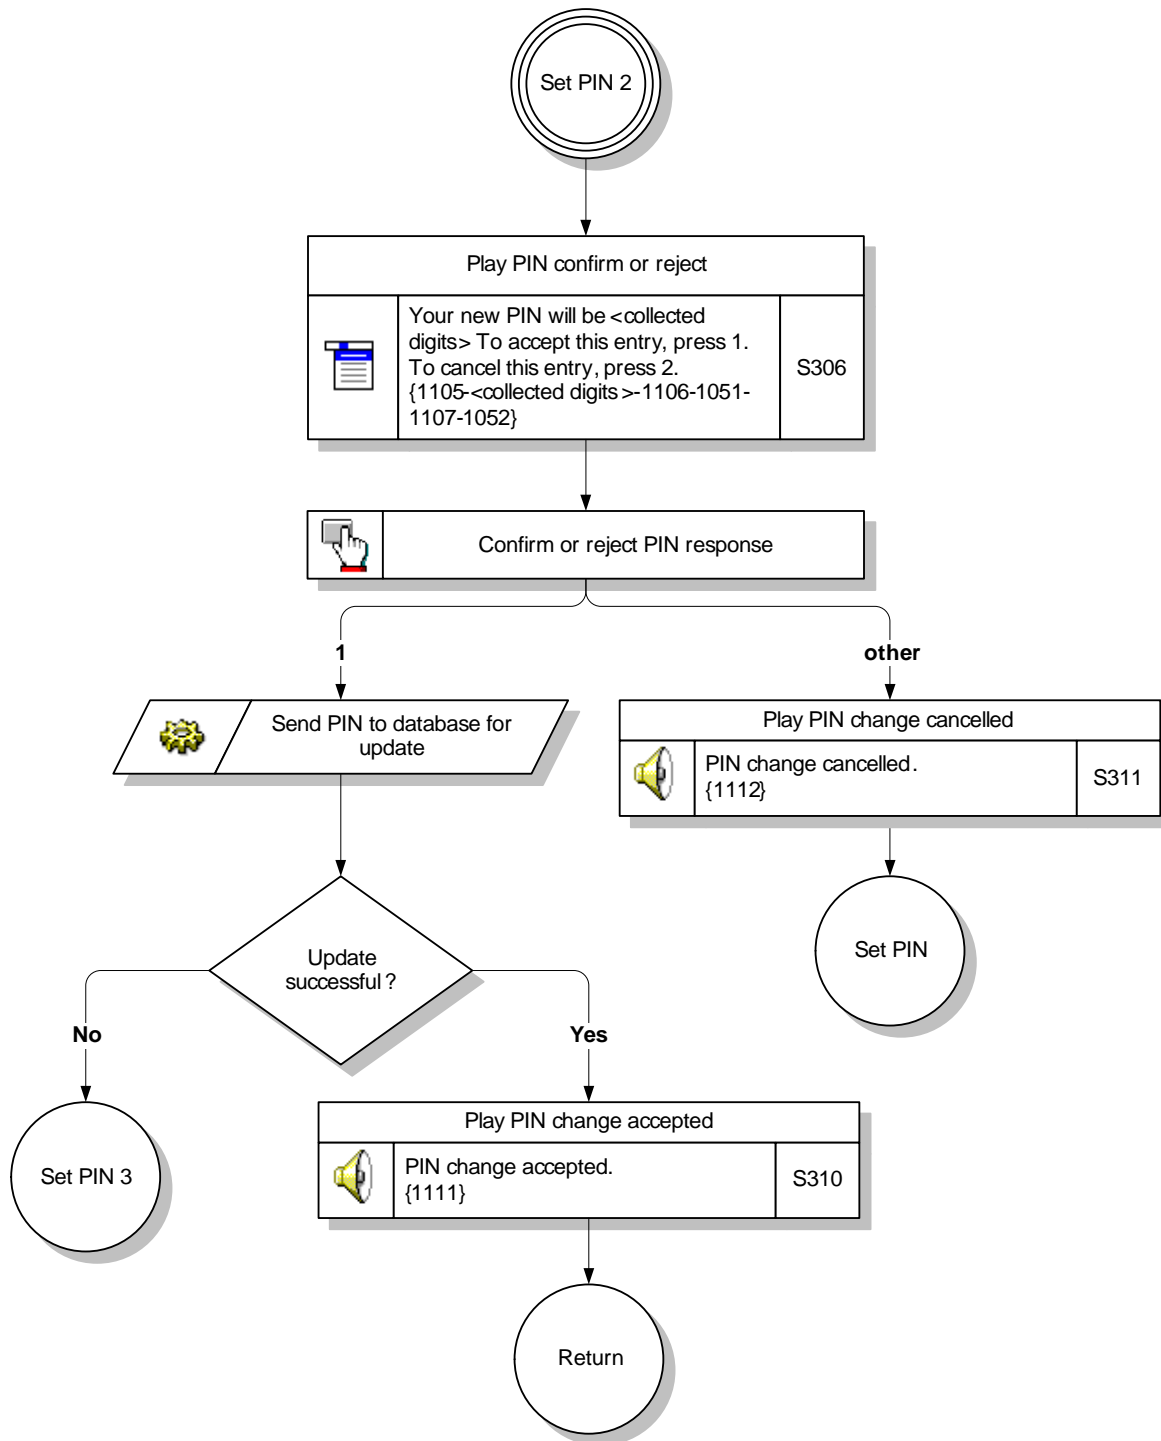 Set PIN 2
Play PIN confirm or reject
Your new PIN will be <collected
digits> To accept this entry, press 1.
To cancel this entry, press 2.
{1105-<collected digits>-1106-1051-
1107-1052}
S306
Confirm or reject PIN response
1
other
Send PIN to database for
update
Play PIN change cancelled
PIN change cancelled.
{1112}
S311
Update
successful?
Set PIN
No
Yes
Play PIN change accepted
PIN change accepted.
{1111}
S310
Set PIN 3
Return